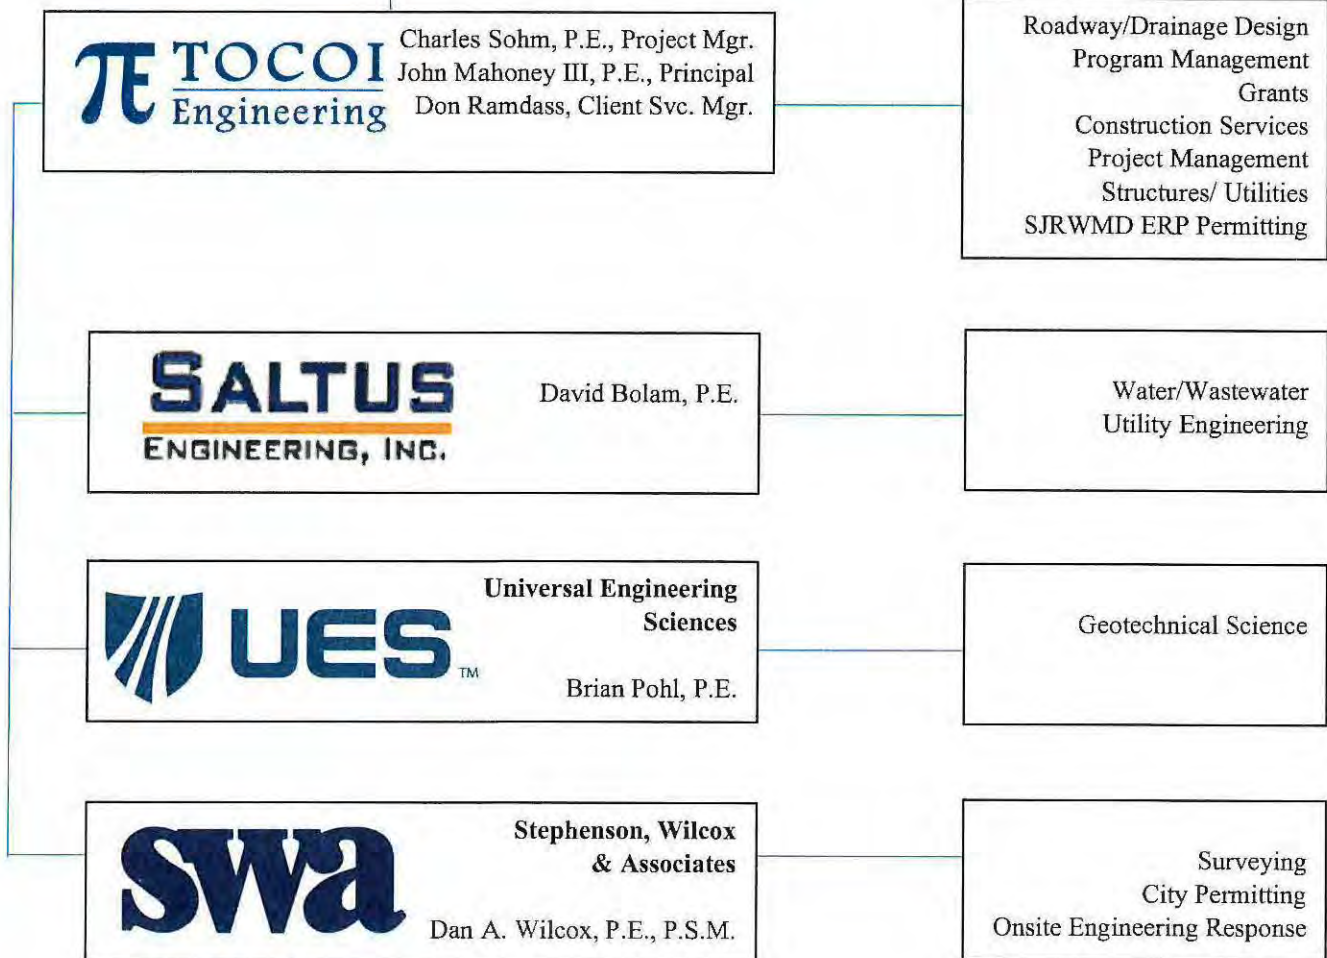 TOCOI
Engineering
Charles Sohm, P.E., Project Mgr.
John Mahoney III, P.E., Principal
Don Ramdass, Client Svc. Mgr.
Roadway/Drainage Design
Program Management
Grants
Construction Services
Project Management
Structures/ Utilities
SJRWMD ERP Permitting
SALTUS
ENGINEERING, INC.
David Bolam, P.E.
Water/Wastewater
Utility Engineering
UES TM
Universal Engineering
Sciences
Brian Pohl, P.E.
Geotechnical Science
swa
Stephenson, Wilcox
& Associates
Dan A. Wilcox, P.E., P.S.M.
Surveying
City Permitting
Onsite Engineering Response